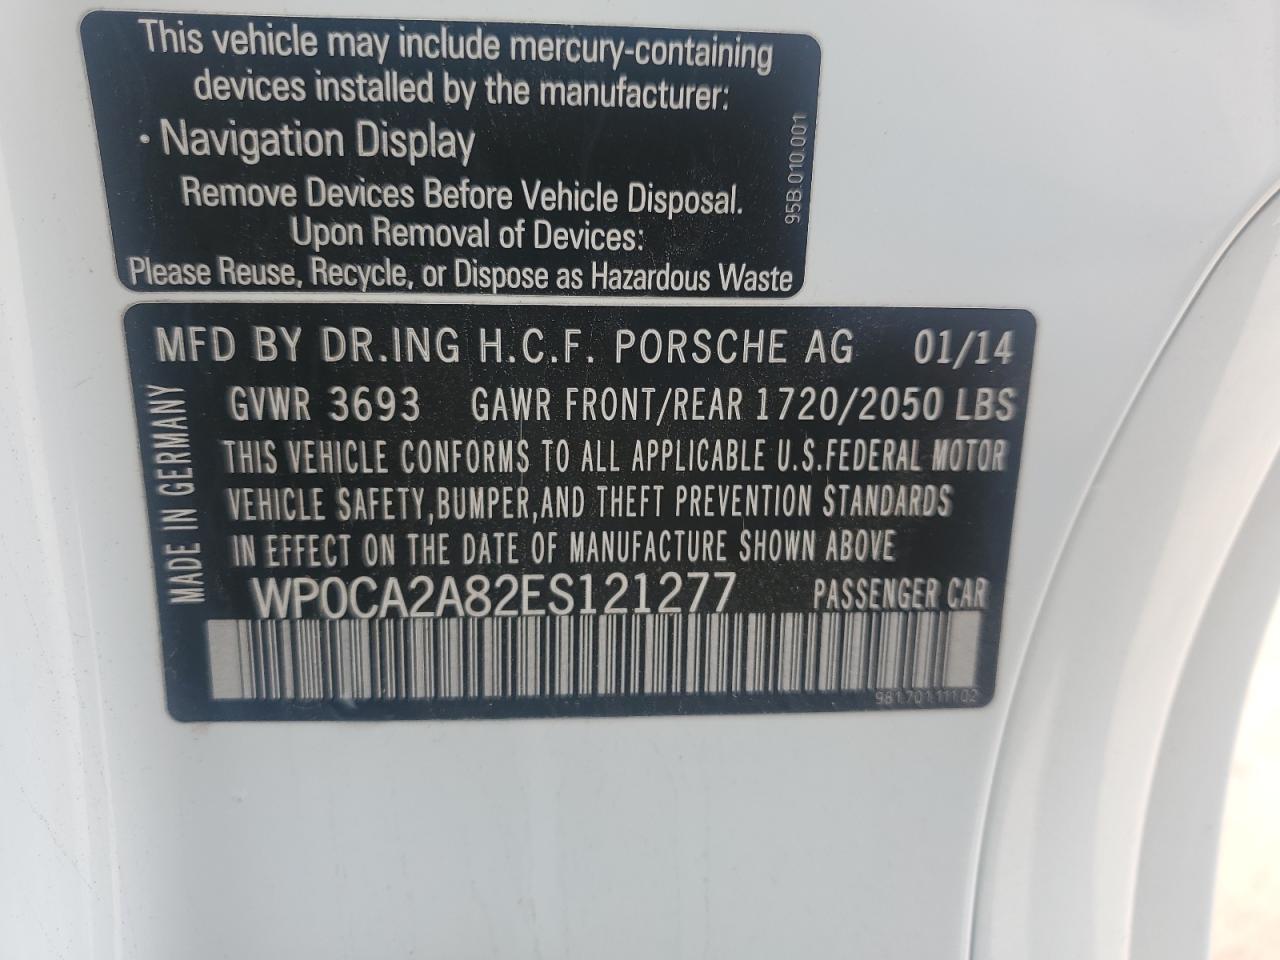 This vehicle may include mercury-containing
devices installed by the manufacturer:
· Navigation Display
Remove Devices Before Vehicle Disposal.
Upon Removal of Devices:
Please Reuse, Recycle, or Dispose as Hazardous Waste
95B.010.001
MFD BY DR.ING H.C.F. PORSCHE AG 01/14
GVWR 3693 GAWR FRONT/REAR 1720/2050 LBS
THIS VEHICLE CONFORMS TO ALL APPLICABLE U.S.FEDERAL MOTOR
VEHICLE SAFETY,BUMPER,AND THEFT PREVENTION STANDARDS
IN EFFECT ON THE DATE OF MANUFACTURE SHOWN ABOVE
WP0CA2A82ES121277 PASSENGER CAR
MADE IN GERMANY
981.701.111.02